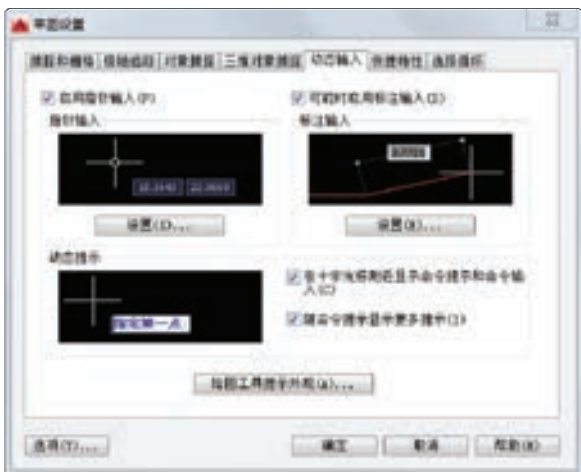 草图设置
捕捉和栅格 极轴追踪 对象捕捉 三维对象捕捉 动态输入 快捷特性 选择循环
启用指针输入(P) 可能时启用标注输入(D)
指针输入 标注输入
设置(S)... 设置(E)...
动态提示
在十字光标附近显示命令提示和命令输
入(C)
指定第一点:
随命令提示显示更多提示(I)
绘图工具提示外观(A)...
选项(T)... 确定 取消 帮助(H)